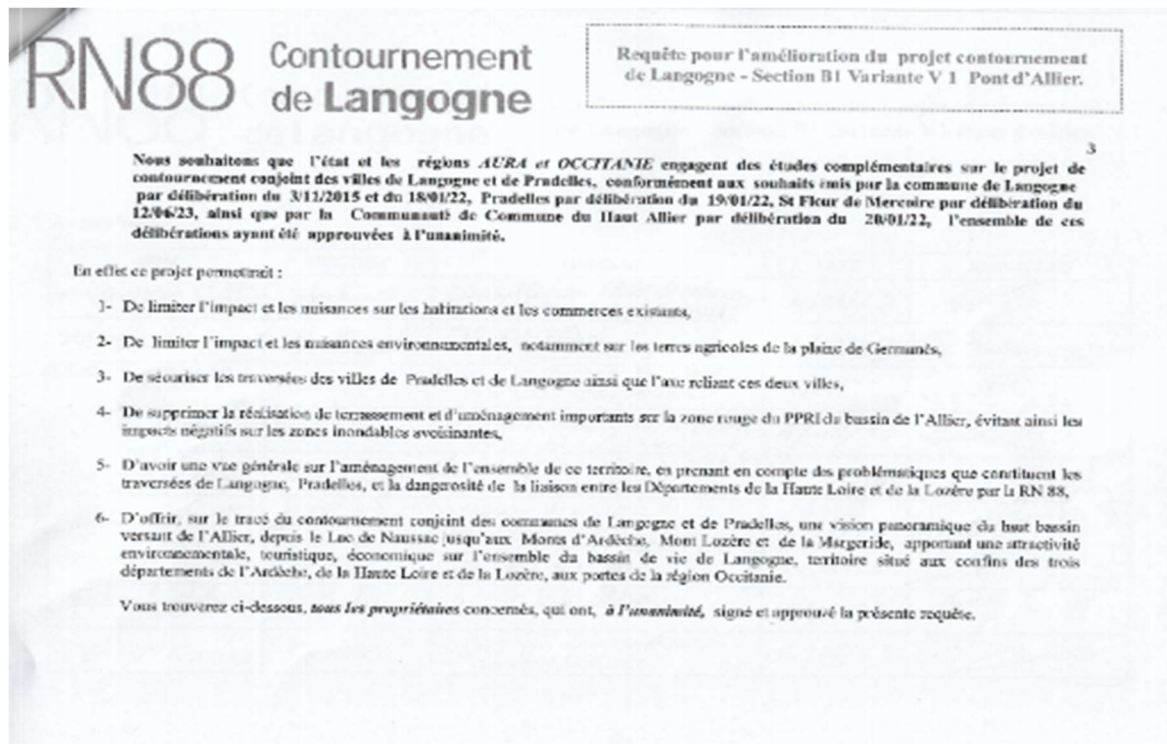 RN88 Contournement
de Langogne
Requête pour l'amélioration du projet contournement
de Langogne - Section B1 Variante V 1 Pont d'Allier.
3
Nous souhaitons que l'état et les régions AURA et OCCITANIE engagent des études complémentaires sur le projet de
contournement conjoint des villes de Langogne et de Pradelles, conformément aux souhaits émis par la commune de Langogne
par délibération du 3/12/2015 et du 18/01/22, Pradelles par délibération du 19/01/22, St Flour de Mercoire par délibération du
12/06/23, ainsi que par la Communauté de Commune du Haut Allier par délibération du 20/01/22, l'ensemble de ces
délibérations ayant été approuvées à l'unanimité.
En effet ce projet permettrait :
1- De limiter l'impact et les nuisances sur les habitations et les commerces existants,
2- De limiter l'impact et les nuisances environnementales, notamment sur les terres agricoles de la plaine de Germanès,
3- De sécuriser les traversées des villes de Pradelles et de Langogne ainsi que l'axe reliant ces deux villes,
4- De supprimer la réalisation de terrassement et d'aménagement importants sur la zone rouge du PPRI du bassin de l'Allier, évitant ainsi les
impacts négatifs sur les zones inondables avoisinantes,
5- D'avoir une vue générale sur l'aménagement de l'ensemble de ce territoire, en prenant en compte des problématiques que constituent les
traversées de Langogne, Pradelles, et la dangerosité de la liaison entre les Départements de la Haute Loire et de la Lozère par la RN 88,
6- D'offrir, sur le tracé du contournement conjoint des communes de Langogne et de Pradelles, une vision panoramique du haut bassin
versant de l'Allier, depuis le Lac de Naussac jusqu'aux Monts d'Ardèche, Mont Lozère et de la Margeride, apportant une attractivité
environnementale, touristique, économique sur l'ensemble du bassin de vie de Langogne, territoire situé aux confins des trois
départements de l'Ardèche, de la Haute Loire et de la Lozère, aux portes de la région Occitanie.
Vous trouverez ci-dessous, tous les propriétaires concernés, qui ont, à l'unanimité, signé et approuvé la présente requête.